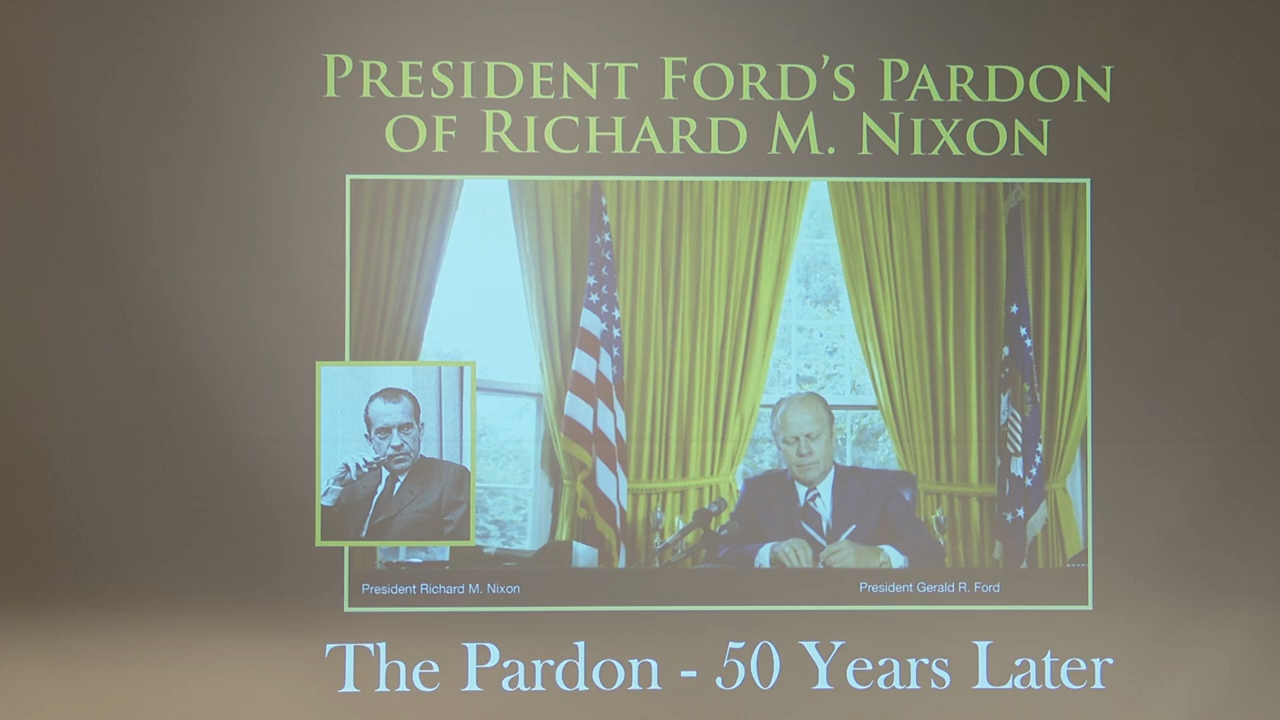 PRESIDENT FORD'S PARDON
OF RICHARD M. NIXON
President Richard M. Nixon
President Gerald R. Ford
The Pardon - 50 Years Later